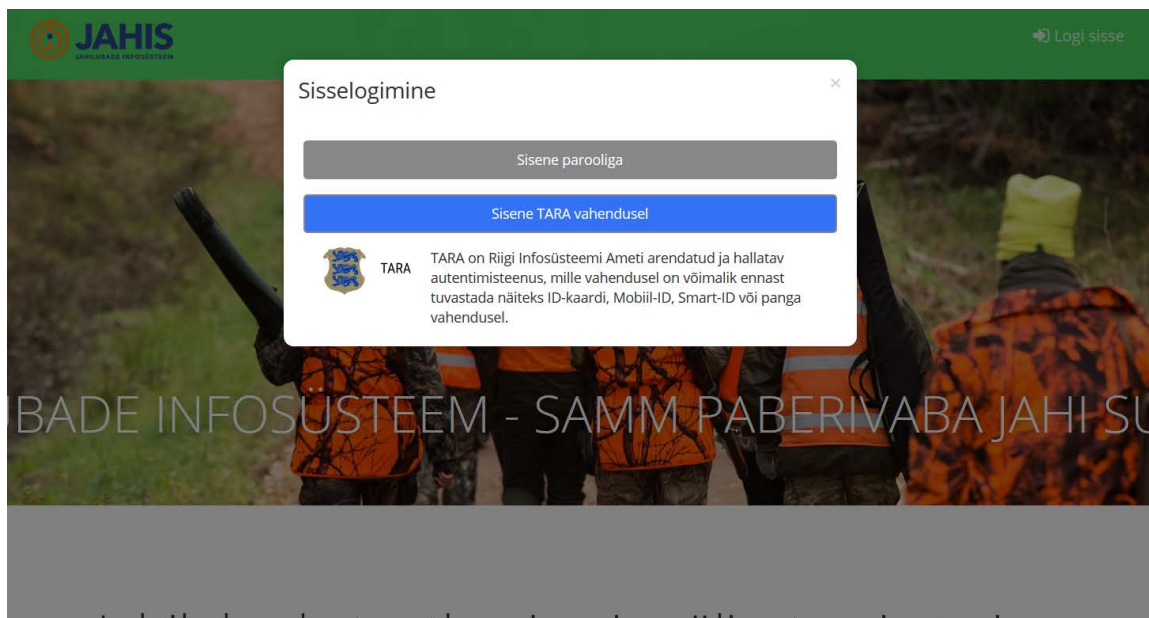 JAHIS
JAHILUBADE INFOSÜSTEEM
Logi sisse
Sisselogimine
×
Sisene parooliga
Sisene TARA vahendusel
TARA
TARA on Riigi Infosüsteemi Ameti arendatud ja hallatav
autentimisteenus, mille vahendusel on võimalik ennast
tuvastada näiteks ID-kaardi, Mobiil-ID, Smart-ID või panga
vahendusel.
UBADE INFOSÜSTEEM - SAMM PABERIVABA JAHI SU